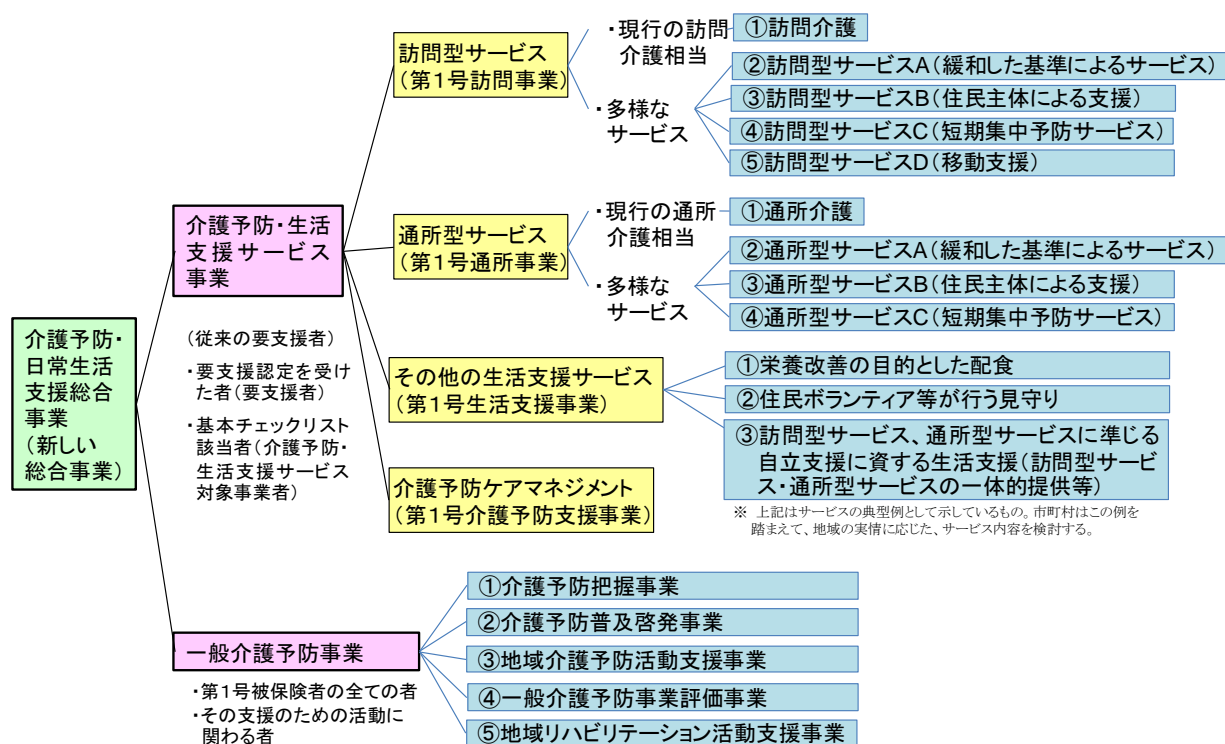 介護予防・
日常生活
支援総合
事業
(新しい
総合事業)
介護予防・生活
支援サービス
事業
(従来の要支援者)
・要支援認定を受け
た者(要支援者)
・基本チェックリスト
該当者(介護予防・
生活支援サービス
対象事業者)
訪問型サービス
(第1号訪問事業)
・現行の訪問
介護相当
①訪問介護
・多様な
サービス
②訪問型サービスA(緩和した基準によるサービス)
③訪問型サービスB(住民主体による支援)
④訪問型サービスC(短期集中予防サービス)
⑤訪問型サービスD(移動支援)
通所型サービス
(第1号通所事業)
・現行の通所
介護相当
①通所介護
・多様な
サービス
②通所型サービスA(緩和した基準によるサービス)
③通所型サービスB(住民主体による支援)
④通所型サービスC(短期集中予防サービス)
その他の生活支援サービス
(第1号生活支援事業)
①栄養改善の目的とした配食
②住民ボランティア等が行う見守り
③訪問型サービス、通所型サービスに準じる
自立支援に資する生活支援(訪問型サービ
ス・通所型サービスの一体的提供等)
※ 上記はサービスの典型例として示しているもの。市町村はこの例を
踏まえて、地域の実情に応じた、サービス内容を検討する。
介護予防ケアマネジメント
(第1号介護予防支援事業)
一般介護予防事業
・第1号被保険者の全ての者
・その支援のための活動に
関わる者
①介護予防把握事業
②介護予防普及啓発事業
③地域介護予防活動支援事業
④一般介護予防事業評価事業
⑤地域リハビリテーション活動支援事業